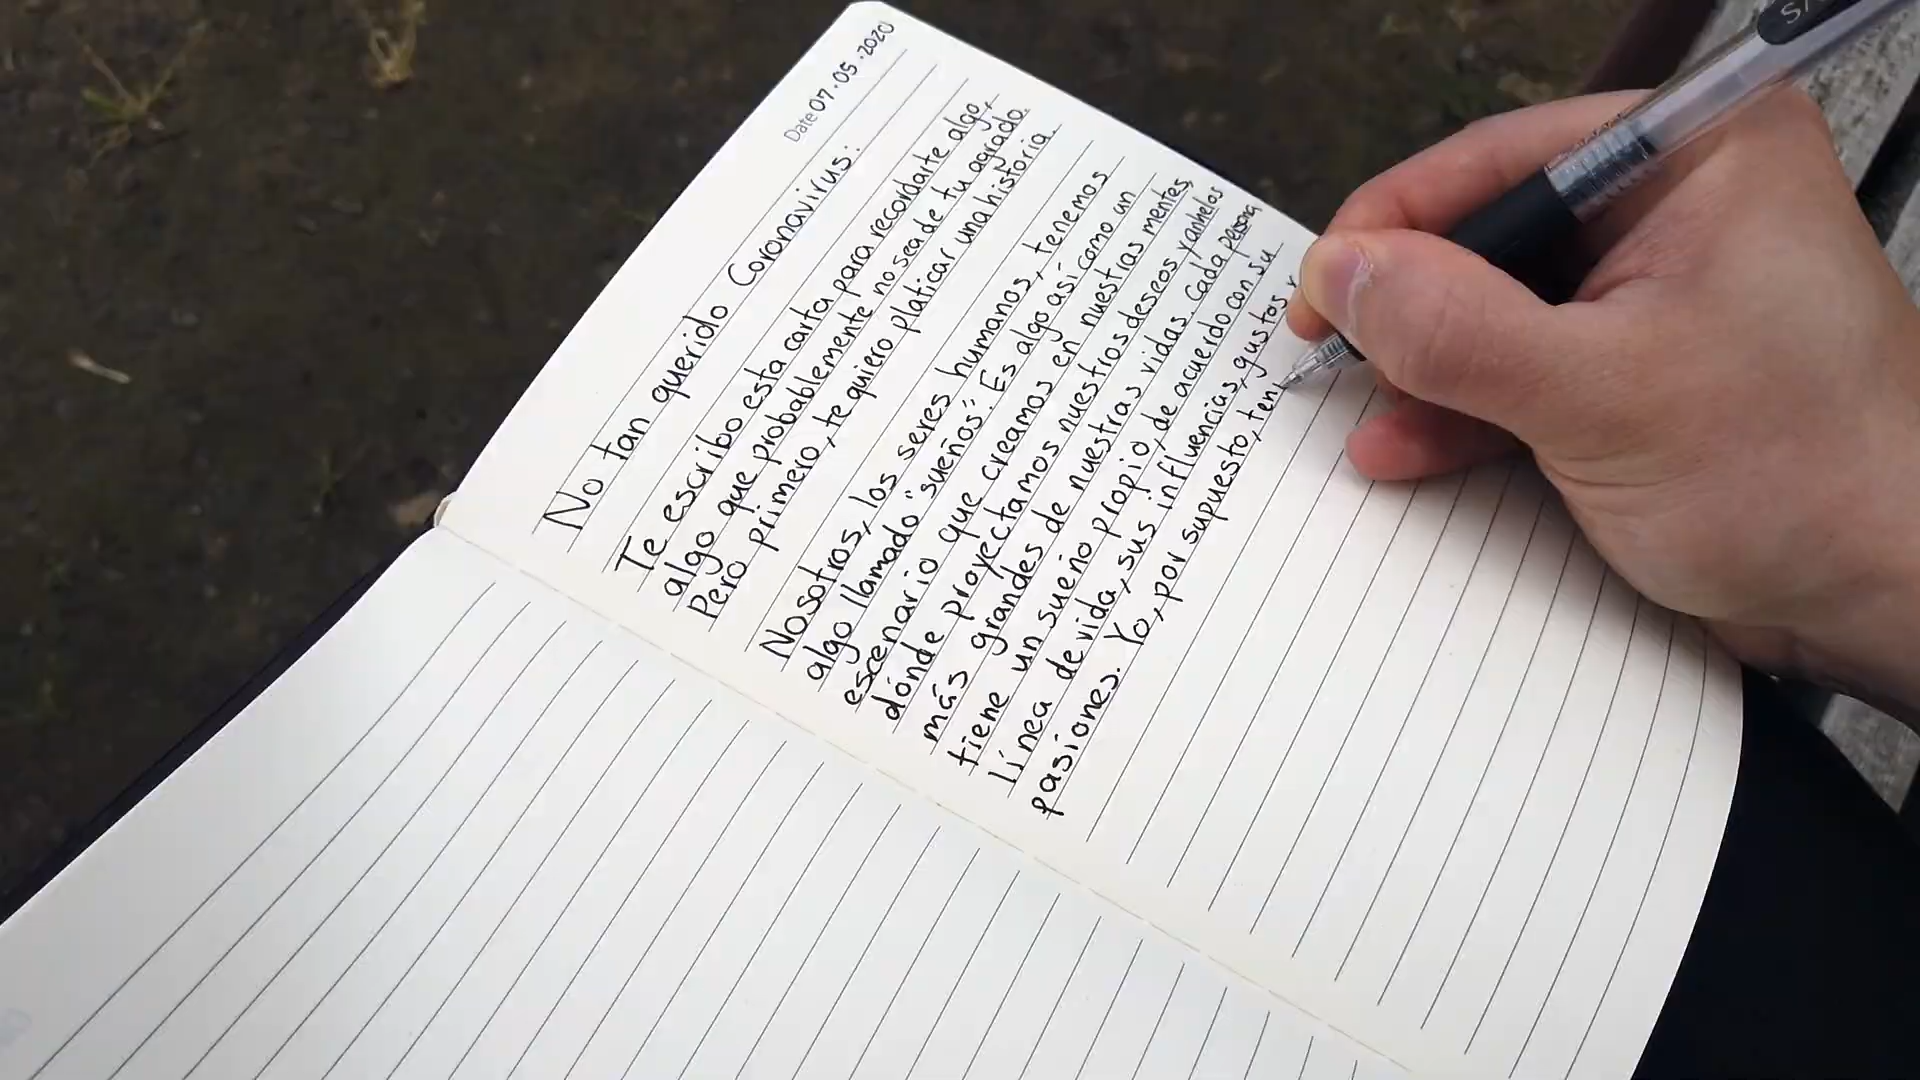 Date 07.05.2020
No tan querido Coronavirus:
Te escribo esta carta para recordarte algo,
algo que probablemente no sea de tu agrado.
Pero primero, te quiero platicar una historia.
Nosotros, los seres humanos, tenemos
algo llamado "sueños". Es algo así como un
escenario que creamos en nuestras mentes,
dónde proyectamos nuestros deseos y anhelos
más grandes de nuestras vidas. Cada persona
tiene un sueño propio, de acuerdo con su
línea de vida, sus influencias, gustos y
pasiones. Yo, por supuesto, ten